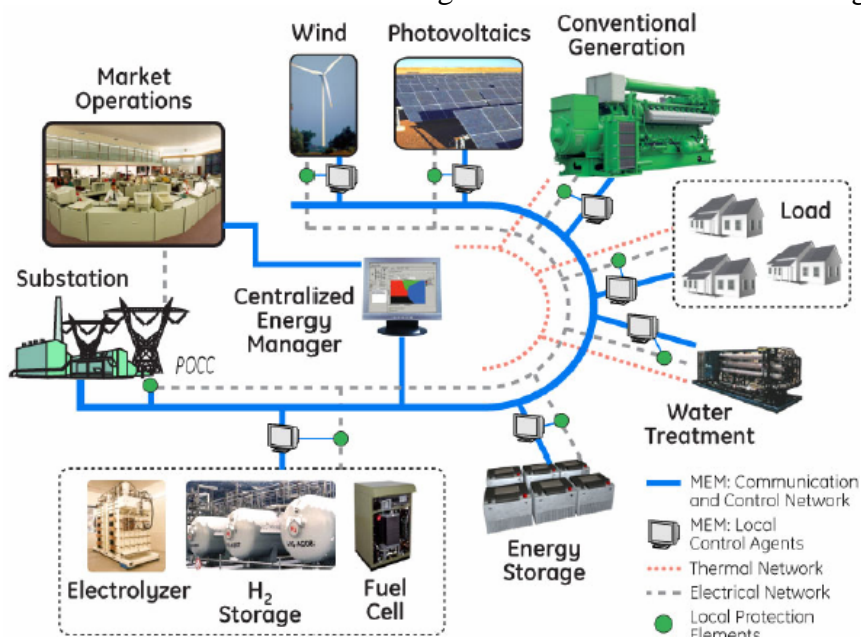 Wind
Photovoltaics
Conventional
Generation
Market
Operations
Load
Substation
Centralized
Energy
Manager
POCC
Water
Treatment
Electrolyzer
H2
Storage
Fuel
Cell
Energy
Storage
MEM: Communication
and Control Network
MEM: Local
Control Agents
Thermal Network
Electrical Network
Local Protection
Elements